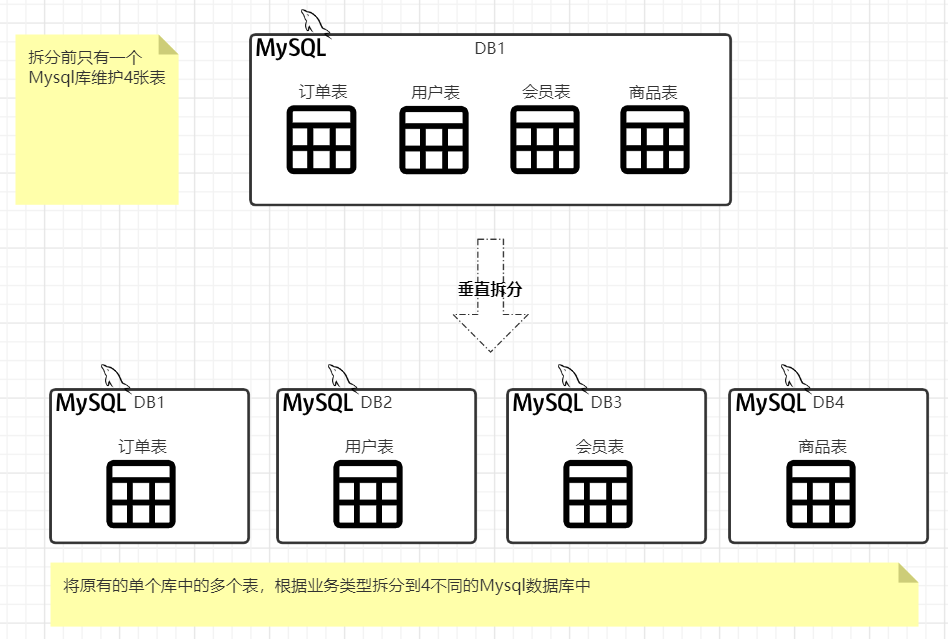 拆分前只有一个
Mysql库维护4张表
MySQL
DB1
订单表
用户表
会员表
商品表
垂直拆分
MySQL DB1
订单表
MySQL DB2
用户表
MySQL DB3
会员表
MySQL DB4
商品表
将原有的单个库中的多个表，根据业务类型拆分到4不同的Mysql数据库中